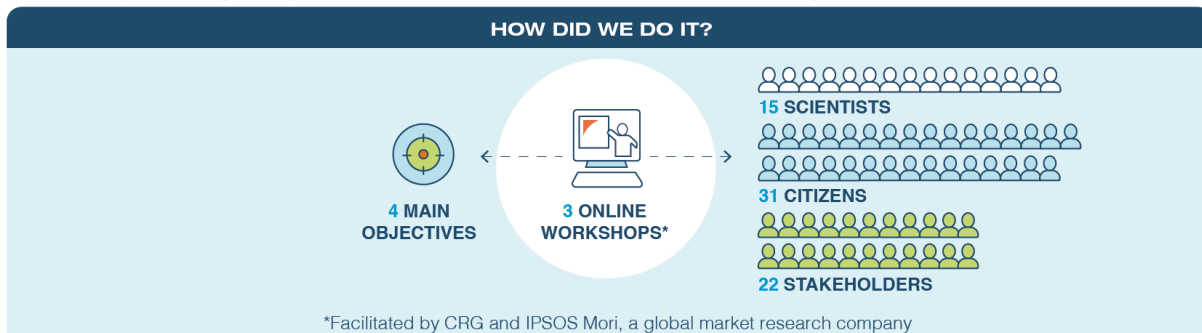 HOW DID WE DO IT?
4 MAIN
OBJECTIVES
3 ONLINE
WORKSHOPS*
15 SCIENTISTS
31 CITIZENS
22 STAKEHOLDERS
*Facilitated by CRG and IPSOS Mori, a global market research company